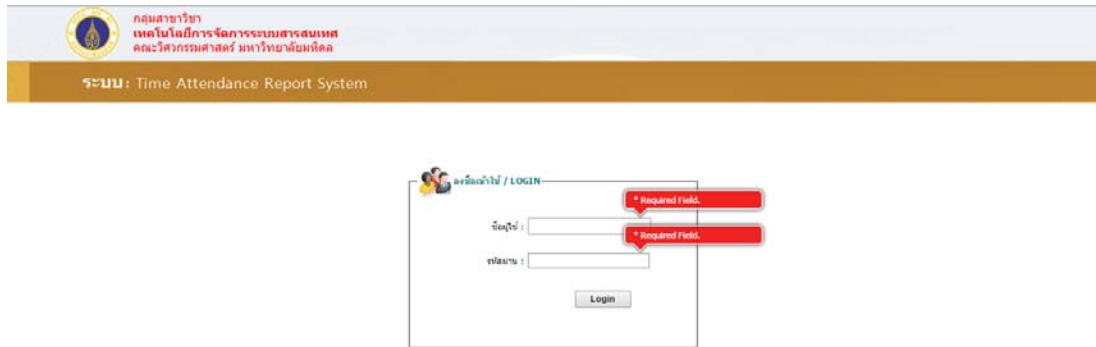 กลุ่มสาขาวิชา
เทคโนโลยีการจัดการระบบสารสนเทศ
คณะวิศวกรรมศาสตร์ มหาวิทยาลัยมหิดล
ระบบ: Time Attendance Report System
ลงชื่อเข้าใช้ / LOGIN
* Required Field.
ชื่อผู้ใช้ :
* Required Field.
รหัสผ่าน :
Login